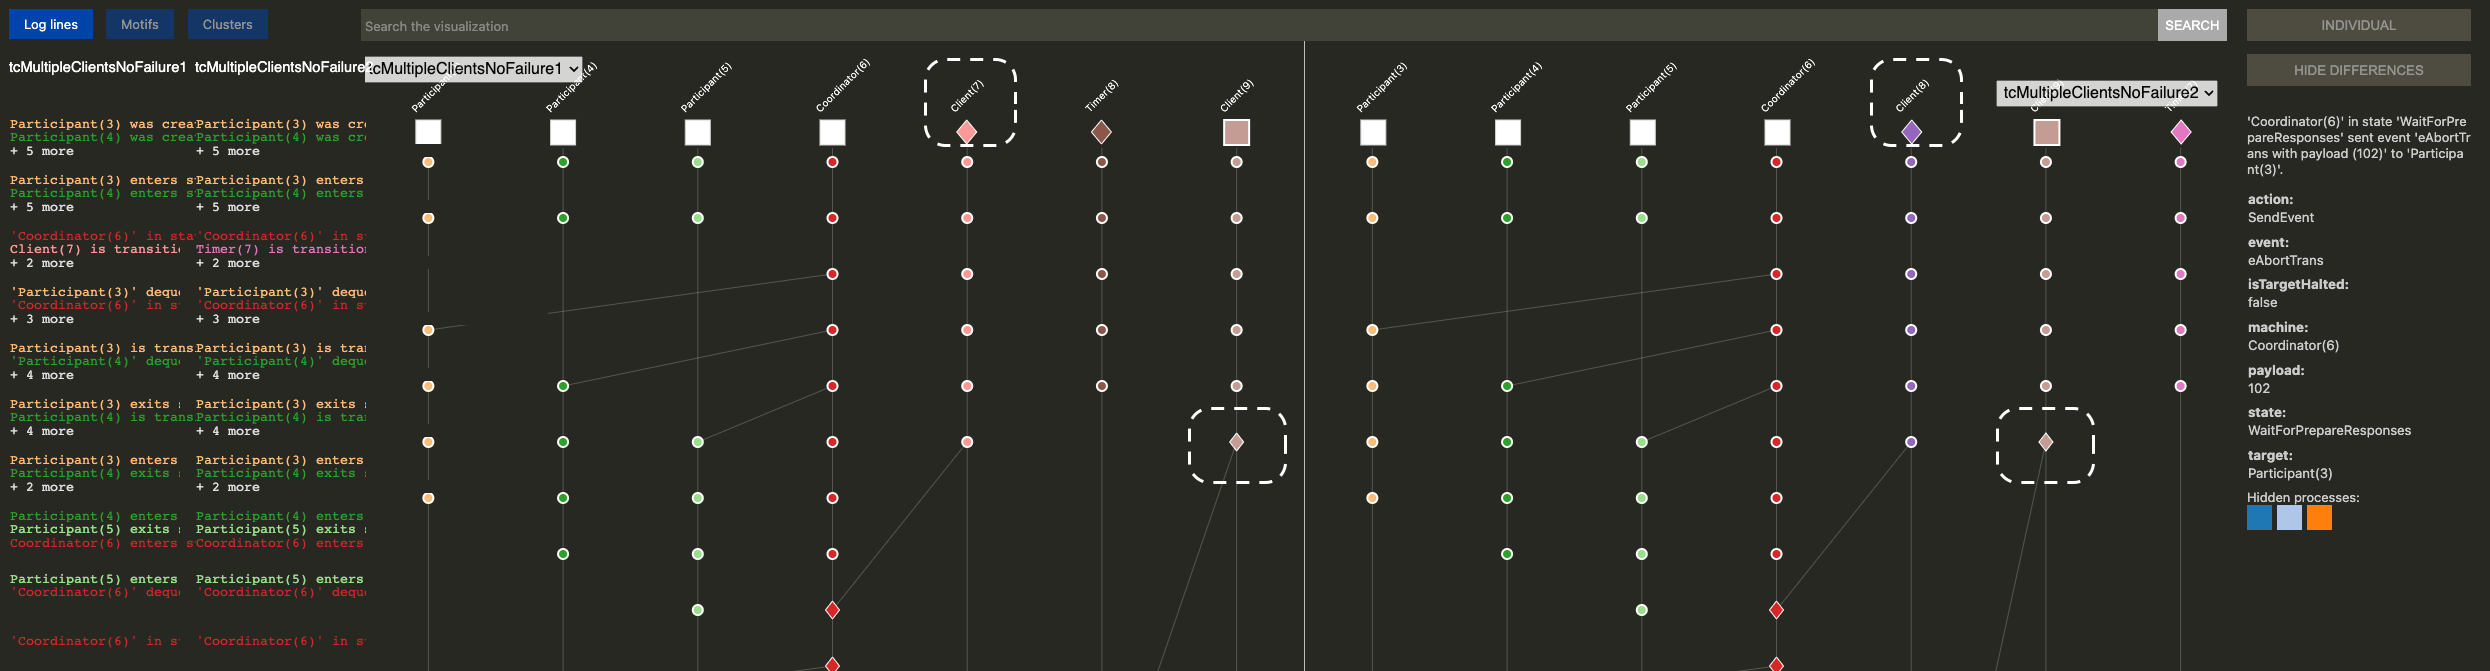 Log lines
Motifs
Clusters
Search the visualization
SEARCH
INDIVIDUAL
HIDE DIFFERENCES
tcMultipleClientsNoFailure1
tcMultipleClientsNoFailure2
tcMultipleClientsNoFailure1
tcMultipleClientsNoFailure2
Participant(4)
Participant(5)
Coordinator(6)
Client(7)
Timer(8)
Client(9)
Participant(3)
Participant(4)
Participant(5)
Coordinator(6)
Client(8)
Participant(3) was crea
Participant(4) was crea
+ 5 more
Participant(3) enters s
Participant(4) enters s
+ 5 more
'Coordinator(6)' in sta
Client(7) is transitio
+ 2 more
'Participant(3)' dequ
'Coordinator(6)' in s
+ 3 more
Participant(3) is trans
'Participant(4)' dequ
+ 4 more
Participant(3) exits
Participant(4) is trans
+ 4 more
Participant(3) enters
Participant(4) exits
+ 2 more
Participant(4) enters
Participant(5) exits
Coordinator(6) enters s
Participant(5) enters
'Coordinator(6)' dequ
'Coordinator(6)' in s
Participant(3) was cr
Participant(4) was cr
+ 5 more
Participant(3) enters
Participant(4) enters
+ 5 more
'Coordinator(6)' in s
Timer(7) is transition
+ 2 more
'Participant(3)' dequ
'Coordinator(6)' in s
+ 3 more
Participant(3) is tra
'Participant(4)' dequ
+ 4 more
Participant(3) exits
Participant(4) is tra
+ 4 more
Participant(3) enters
Participant(4) exits
+ 2 more
Participant(4) enters
Participant(5) exits
Coordinator(6) enters
Participant(5) enters
'Coordinator(6)' dequ
'Coordinator(6)' in s
'Coordinator(6)' in state 'WaitForPre
pareResponses' sent event 'eAbortTr
ans with payload (102)' to 'Participa
nt(3)'.
action:
SendEvent
event:
eAbortTrans
isTargetHalted:
false
machine:
Coordinator(6)
payload:
102
state:
WaitForPrepareResponses
target:
Participant(3)
Hidden processes: